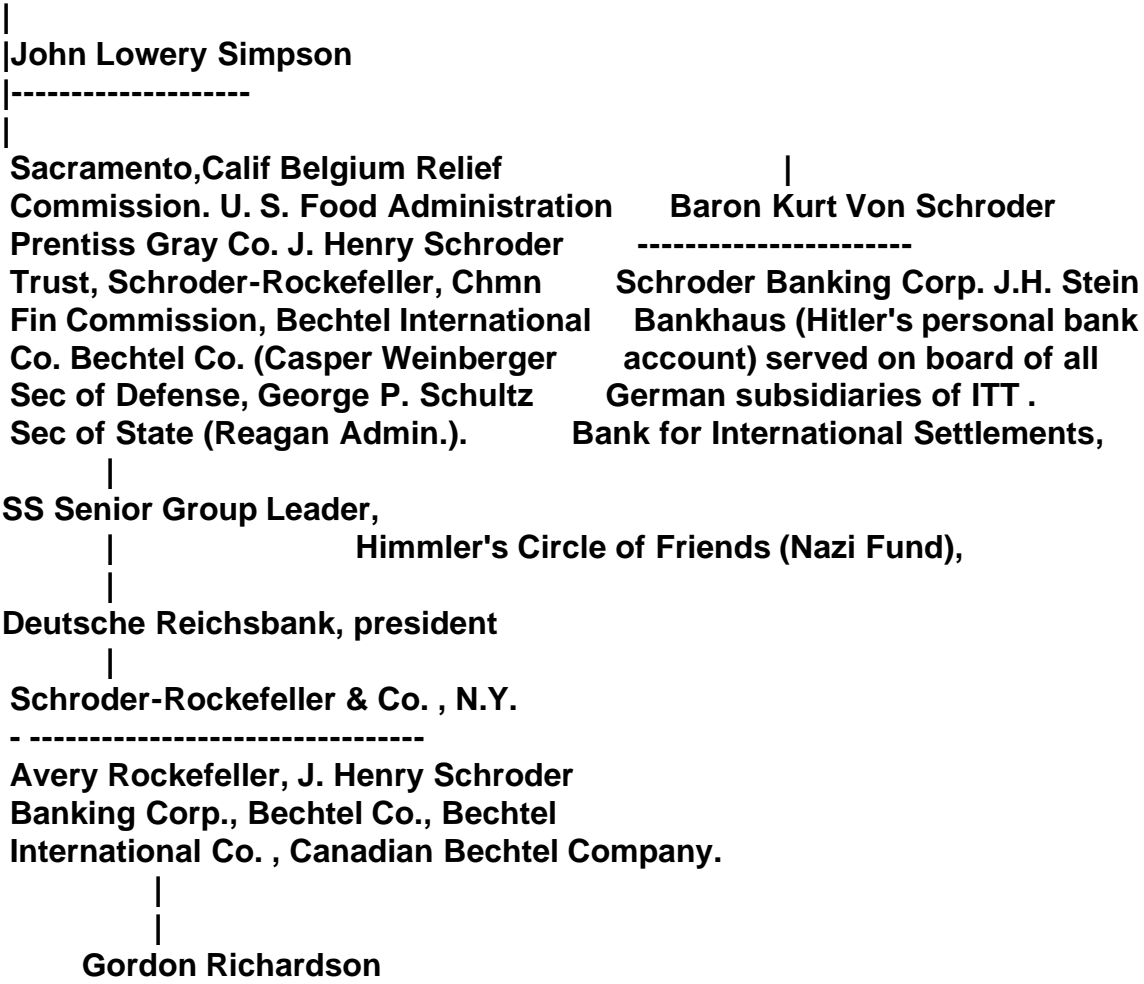 |
|John Lowery Simpson
|--------------------
|
Sacramento,Calif Belgium Relief |
Commission. U. S. Food Administration Baron Kurt Von Schroder
Prentiss Gray Co. J. Henry Schroder -----------------------
Trust, Schroder-Rockefeller, Chmn Schroder Banking Corp. J.H. Stein
Fin Commission, Bechtel International Bankhaus (Hitler's personal bank
Co. Bechtel Co. (Casper Weinberger account) served on board of all
Sec of Defense, George P. Schultz German subsidiaries of ITT .
Sec of State (Reagan Admin.). Bank for International Settlements,
|
SS Senior Group Leader,
| Himmler's Circle of Friends (Nazi Fund),
|
Deutsche Reichsbank, president
|
Schroder-Rockefeller & Co. , N.Y.
- ---------------------------------
Avery Rockefeller, J. Henry Schroder
Banking Corp., Bechtel Co., Bechtel
International Co. , Canadian Bechtel Company.
|
|
Gordon Richardson